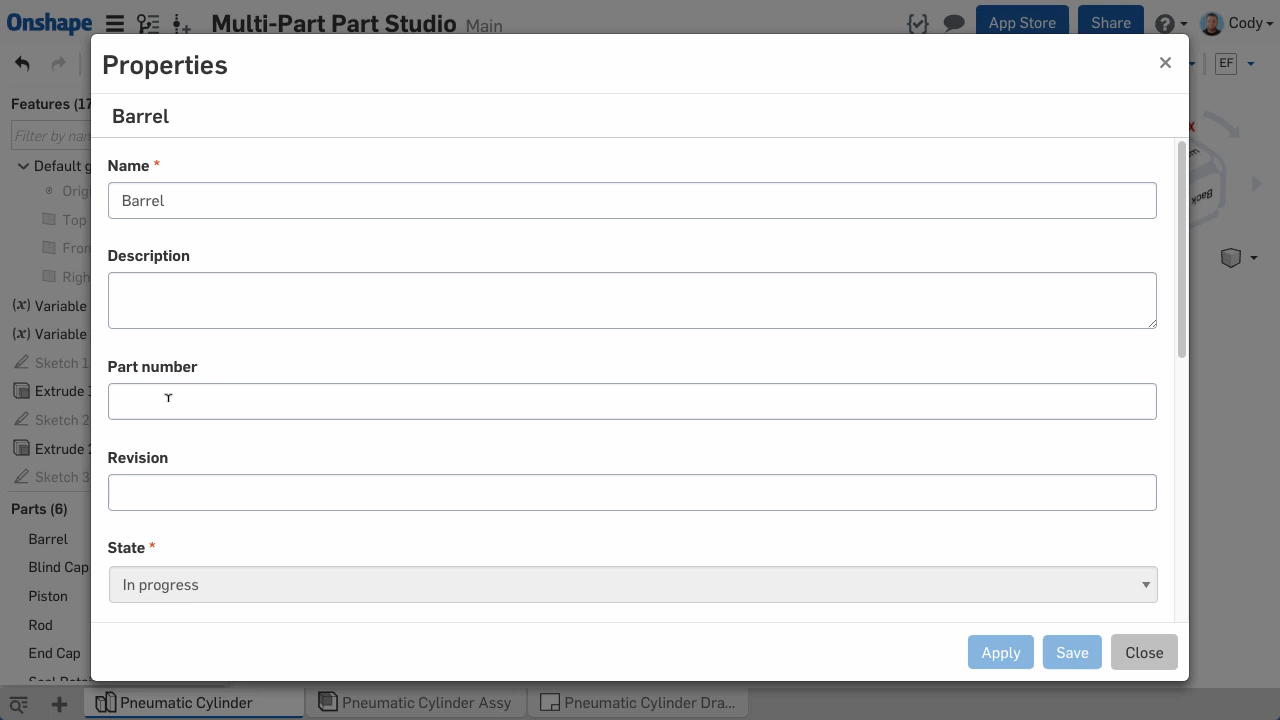 Onshape Multi-Part Part Studio Main App Store Share Cody
Properties ×
EF
Features (17
Barrel
Filter by nam
Name *
Default g
Barrel
Origi
Top
Description
Fron
Back
Righ
(x) Variable
(x) Variable
Sketch 1
Part number
Extrude 1
Sketch 2
Extrude 2
Revision
Sketch 3
Parts (6)
Barrel
State *
Blind Cap
In progress
Piston
Rod
End Cap
Apply Save Close
Pneumatic Cylinder Pneumatic Cylinder Assy Pneumatic Cylinder Dra...